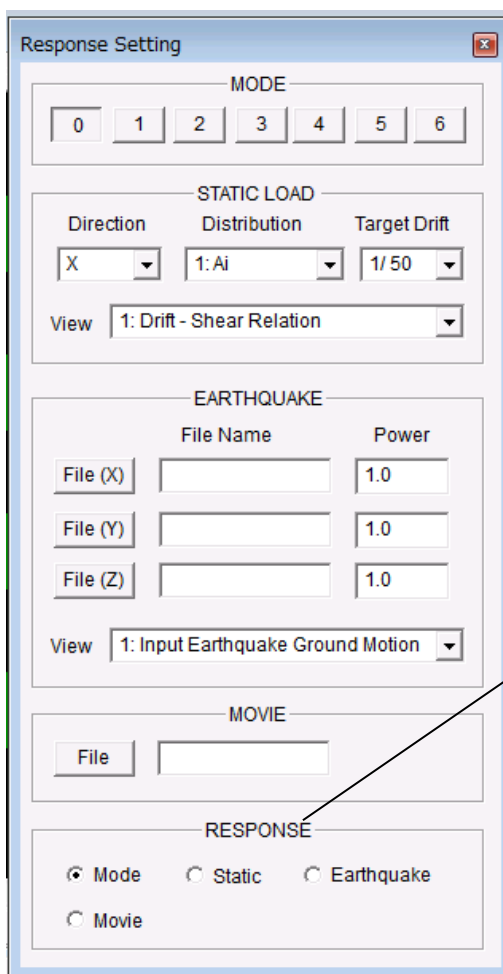 Response Setting
MODE
0 1 2 3 4 5 6
STATIC LOAD
Direction Distribution Target Drift
X 1: Ai 1/ 50
View 1: Drift - Shear Relation
EARTHQUAKE
File Name Power
File (X) 1.0
File (Y) 1.0
File (Z) 1.0
View 1: Input Earthquake Ground Motion
MOVIE
File
RESPONSE
Mode Static Earthquake
Movie